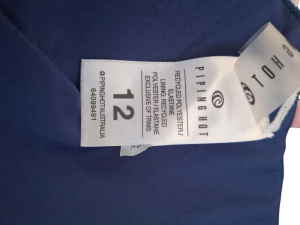 PIPING HOT
RECYCLED POLYESTER /
ELASTANE
LINING: RECYCLED
POLYESTER / ELASTANE
EXCLUSIVE OF TRIMS
12
@PIPINGHOTAUSTRALIA
64099491
HOT